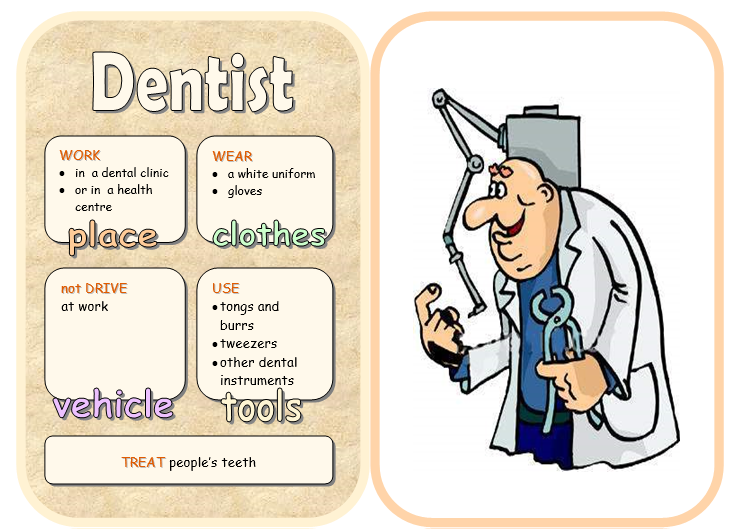 Dentist
WORK
• in a dental clinic
• or in a health
centre
place
WEAR
• a white uniform
• gloves
clothes
not DRIVE
at work
vehicle
USE
• tongs and
burrs
• tweezers
• other dental
instruments
tools
TREAT people's teeth